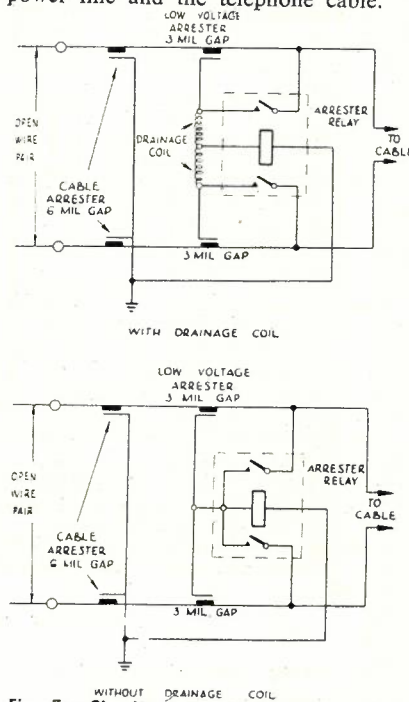 power line and the telephone cable.
LOW VOLTAGE
ARRESTER
3 MIL GAP
OPEN
WIRE
PAIR
DRAINAGE
COIL
ARRESTER
RELAY
TO
CABLE
CABLE
ARRESTER
6 MIL GAP
3 MIL GAP
WITH DRAINAGE COIL
LOW VOLTAGE
ARRESTER
3 MIL GAP
OPEN
WIRE
PAIR
ARRESTER
RELAY
TO
CABLE
CABLE
ARRESTER
6 MIL GAP
3 MIL GAP
WITHOUT DRAINAGE COIL